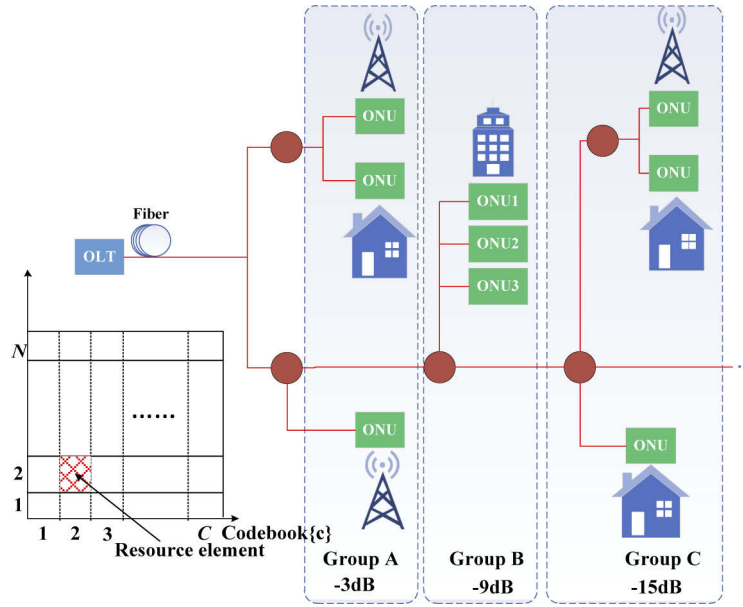 ONU
ONU
ONU
ONU
Fiber
OLT
ONU1
ONU2
ONU3
N
......
2
1
1 2 3 C Codebook{c}
Resource element
ONU
ONU
Group A
-3dB
Group B
-9dB
Group C
-15dB